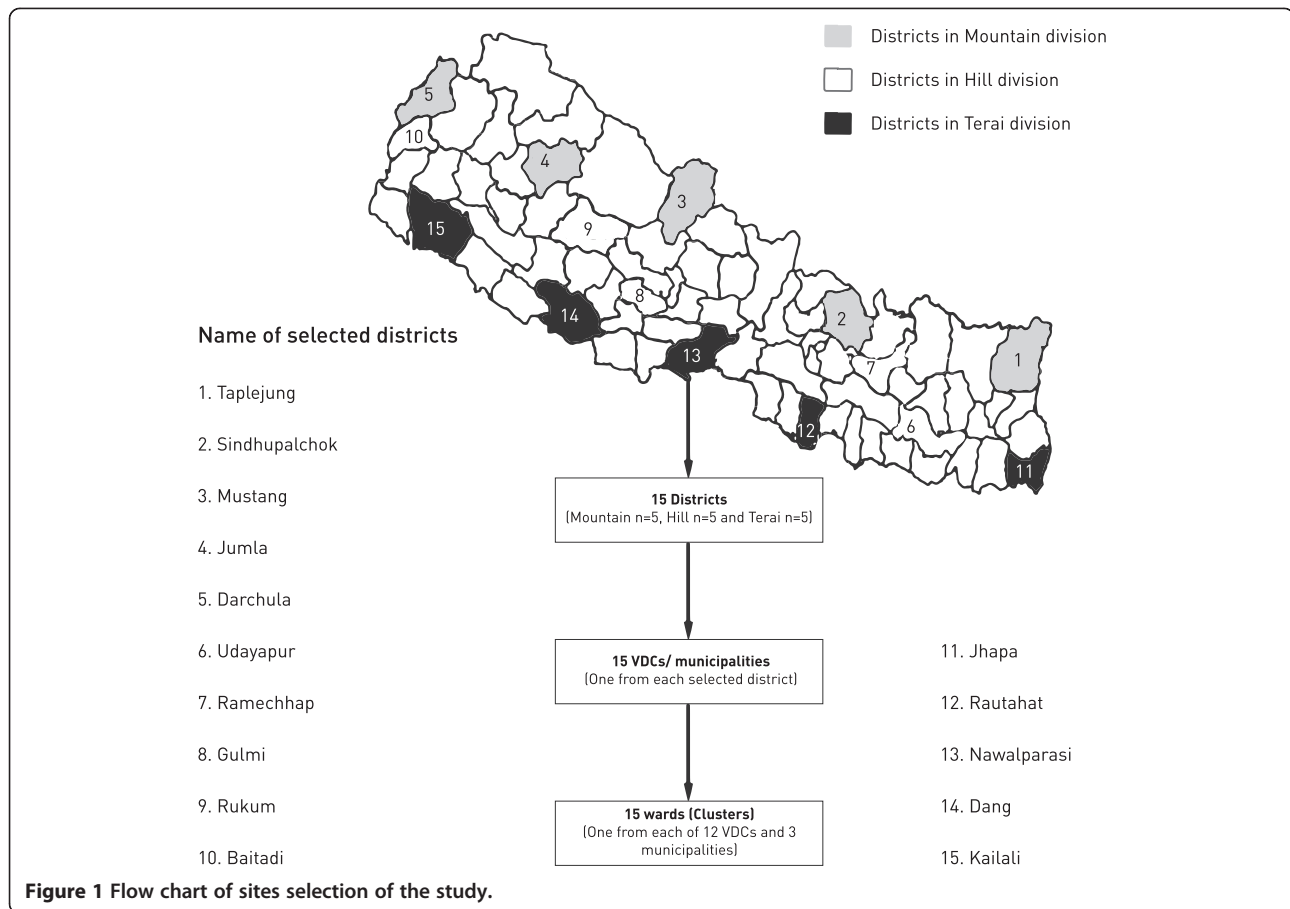 Districts in Mountain division
Districts in Hill division
Districts in Terai division
5
10
4
3
15
9
8
14
2
13
7
1
6
12
11
Name of selected districts
1. Taplejung
2. Sindhupalchok
3. Mustang
4. Jumla
5. Darchula
6. Udayapur
7. Ramechhap
8. Gulmi
9. Rukum
10. Baitadi
15 Districts
(Mountain n=5, Hill n=5 and Terai n=5)
15 VDCs/ municipalities
(One from each selected district)
15 wards (Clusters)
(One from each of 12 VDCs and 3
municipalities)
11. Jhapa
12. Rautahat
13. Nawalparasi
14. Dang
15. Kailali
Figure 1 Flow chart of sites selection of the study.